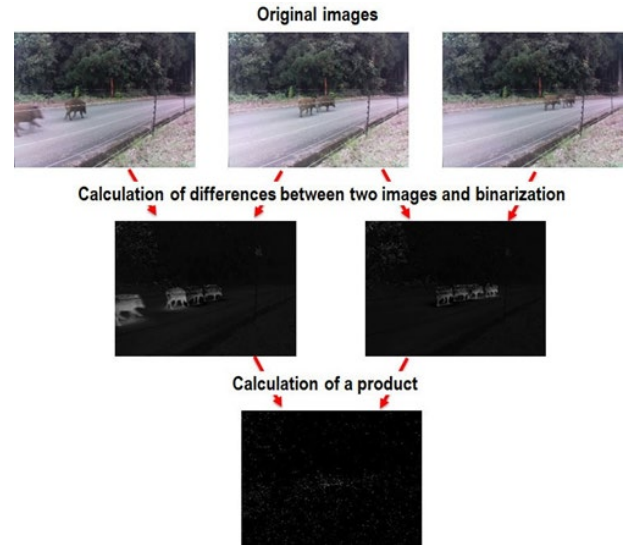 Original images
Calculation of differences between two images and binarization
Calculation of a product